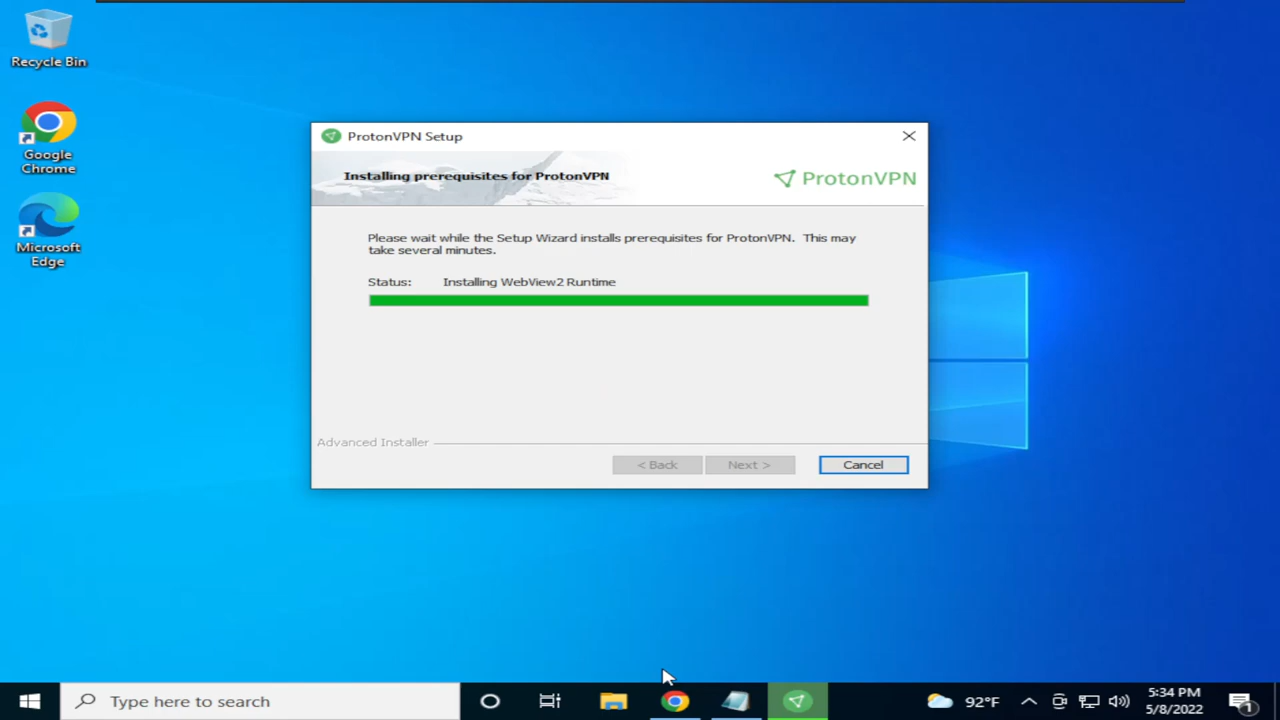 Recycle Bin
Google
Chrome
Microsoft
Edge
ProtonVPN Setup
Installing prerequisites for ProtonVPN
ProtonVPN
Please wait while the Setup Wizard installs prerequisites for ProtonVPN. This may
take several minutes.
Status: Installing WebView2 Runtime
Advanced Installer
< Back Next > Cancel
Type here to search
92°F
5:34 PM
5/8/2022
1